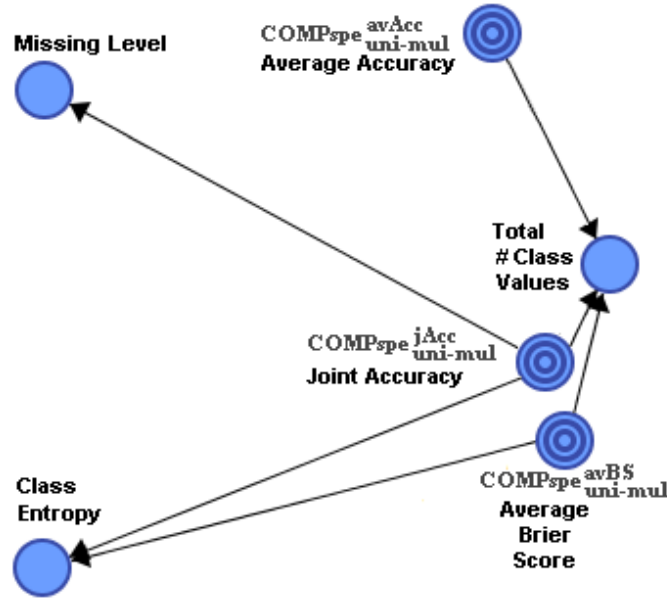 Missing Level
COMPspe avAcc uni-mul
Average Accuracy
Total
# Class
Values
COMPspe jAcc uni-mul
Joint Accuracy
COMPspe avBS uni-mul
Average
Brier
Score
Class
Entropy